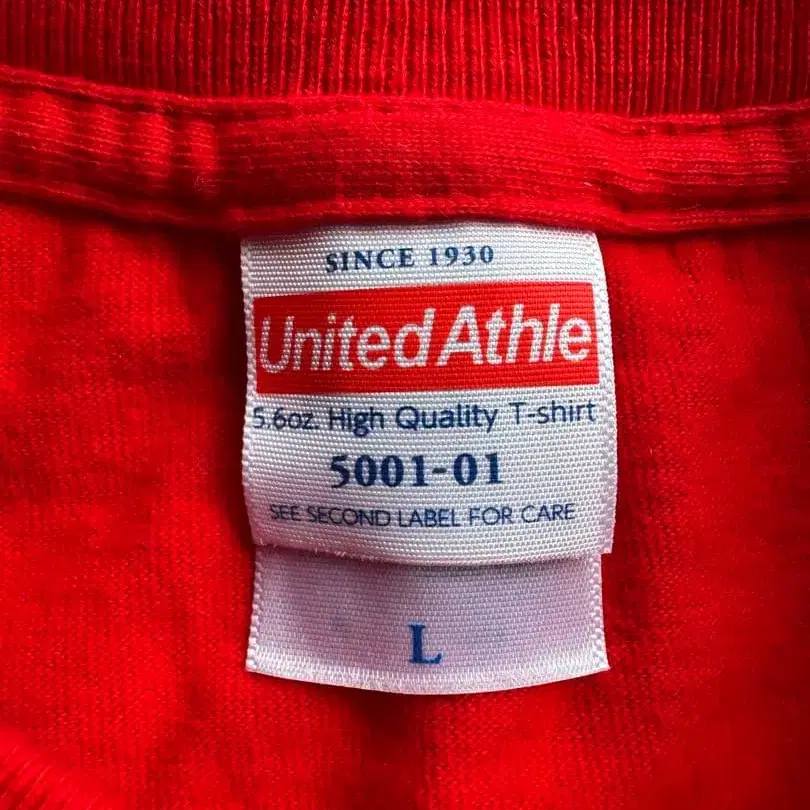 SINCE 1930
United Athle
5.6oz. High Quality T-shirt
5001-01
SEE SECOND LABEL FOR CARE
L